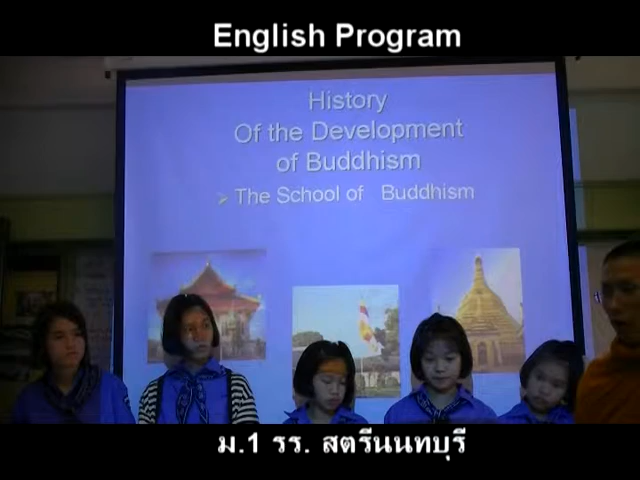 English Program
History
Of the Development
of Buddhism
The School of Buddhism
ม.1 รร. สตรีนนทบุรี